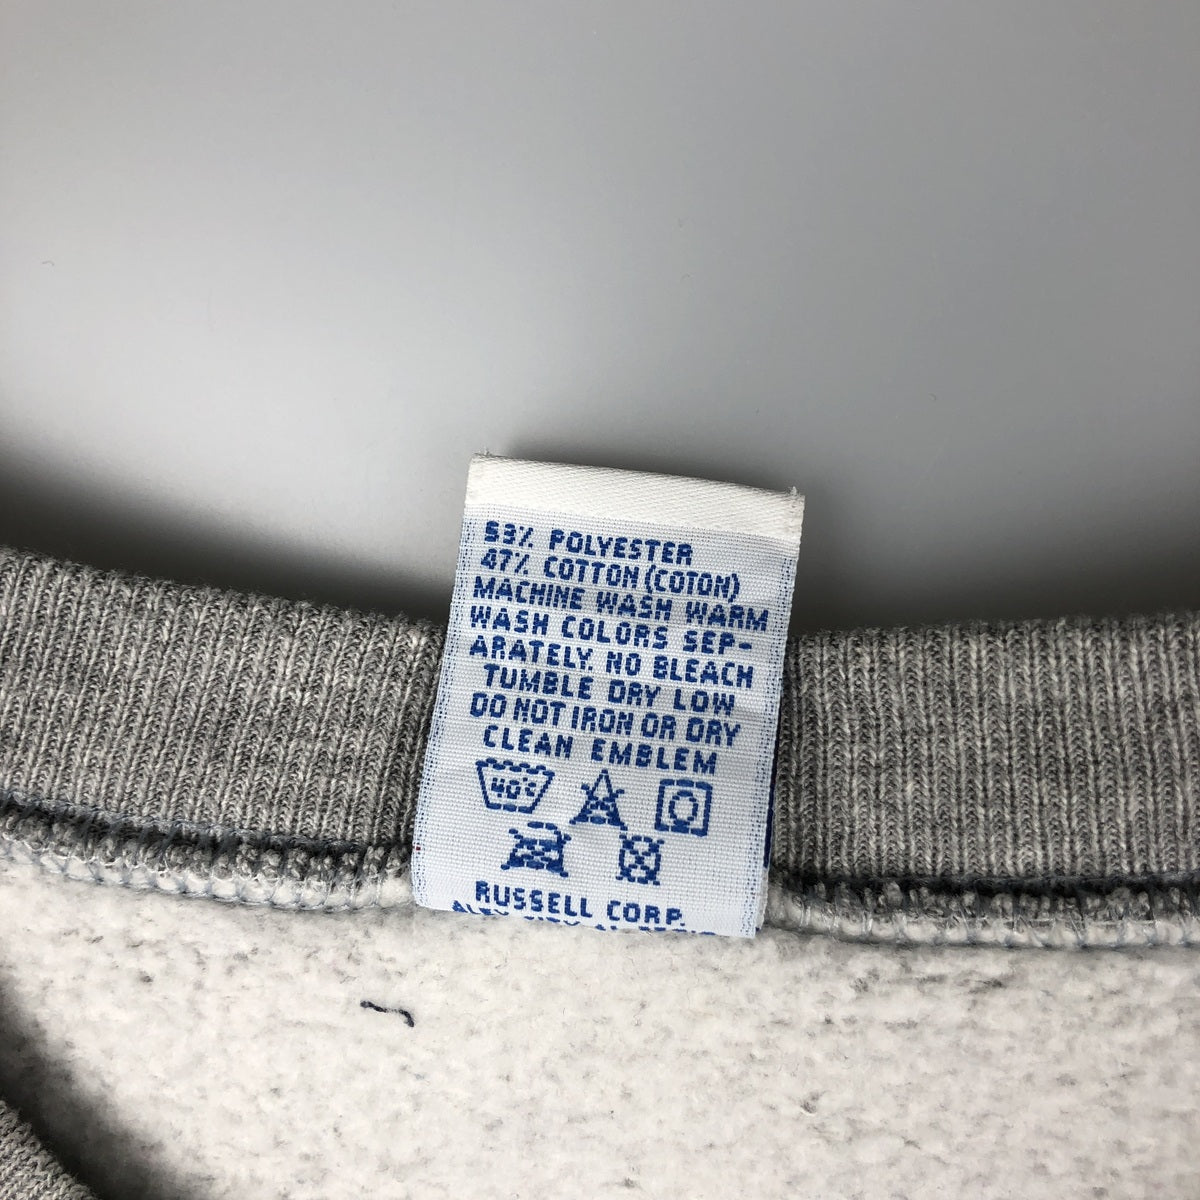 53% POLYESTER
47% COTTON (COTON)
MACHINE WASH WARM
WASH COLORS SEP-
ARATELY. NO BLEACH
TUMBLE DRY LOW
DO NOT IRON OR DRY
CLEAN EMBLEM
40°C
RUSSELL CORP.